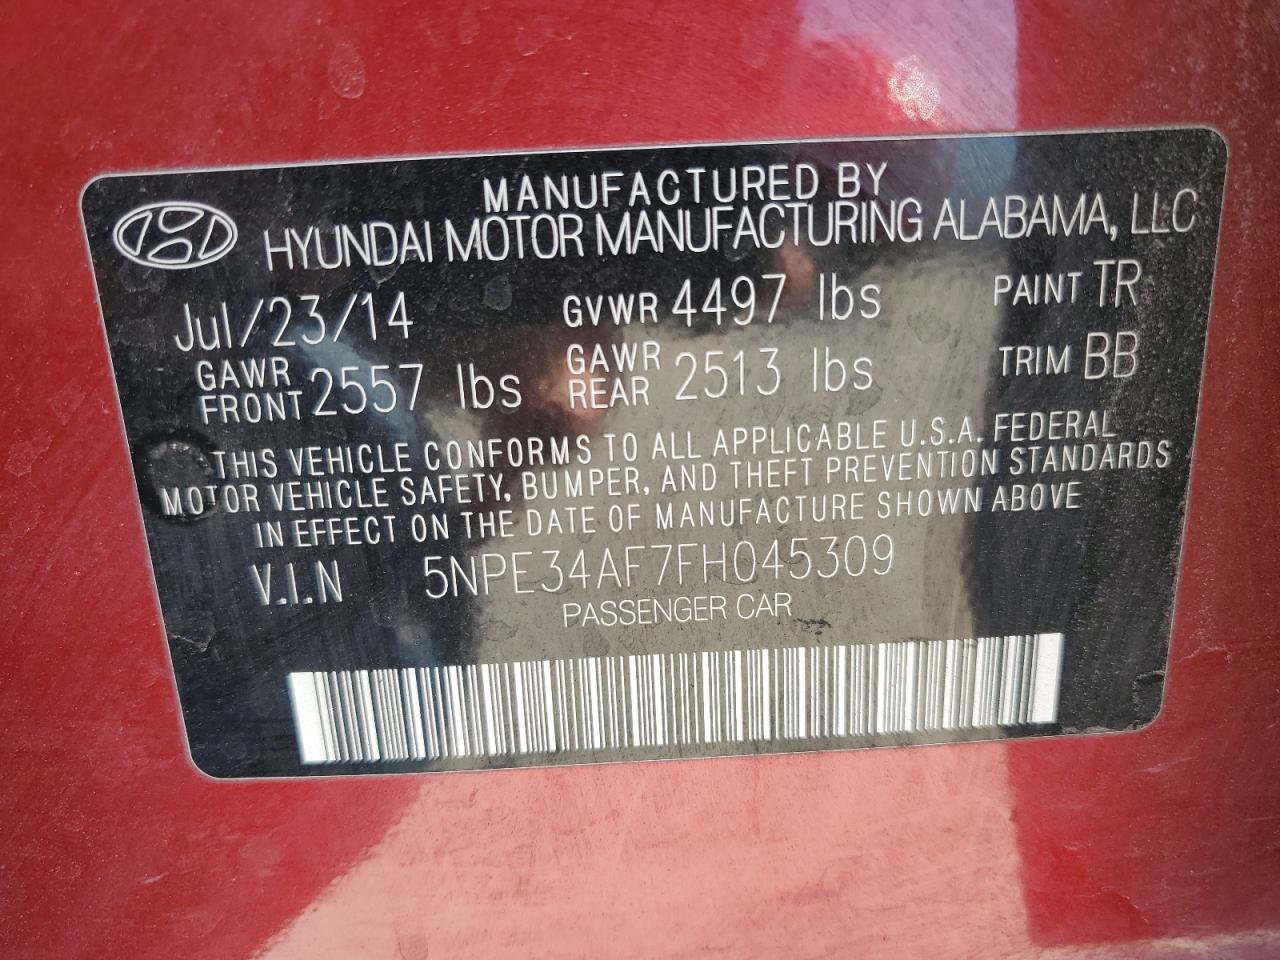 MANUFACTURED BY
HYUNDAI MOTOR MANUFACTURING ALABAMA, LLC
Jul/23/14 GVWR 4497 lbs PAINT TR
GAWR FRONT 2557 lbs GAWR REAR 2513 lbs TRIM BB
THIS VEHICLE CONFORMS TO ALL APPLICABLE U.S.A. FEDERAL
MOTOR VEHICLE SAFETY, BUMPER, AND THEFT PREVENTION STANDARDS
IN EFFECT ON THE DATE OF MANUFACTURE SHOWN ABOVE
V.I.N 5NPE34AF7FH045309
PASSENGER CAR